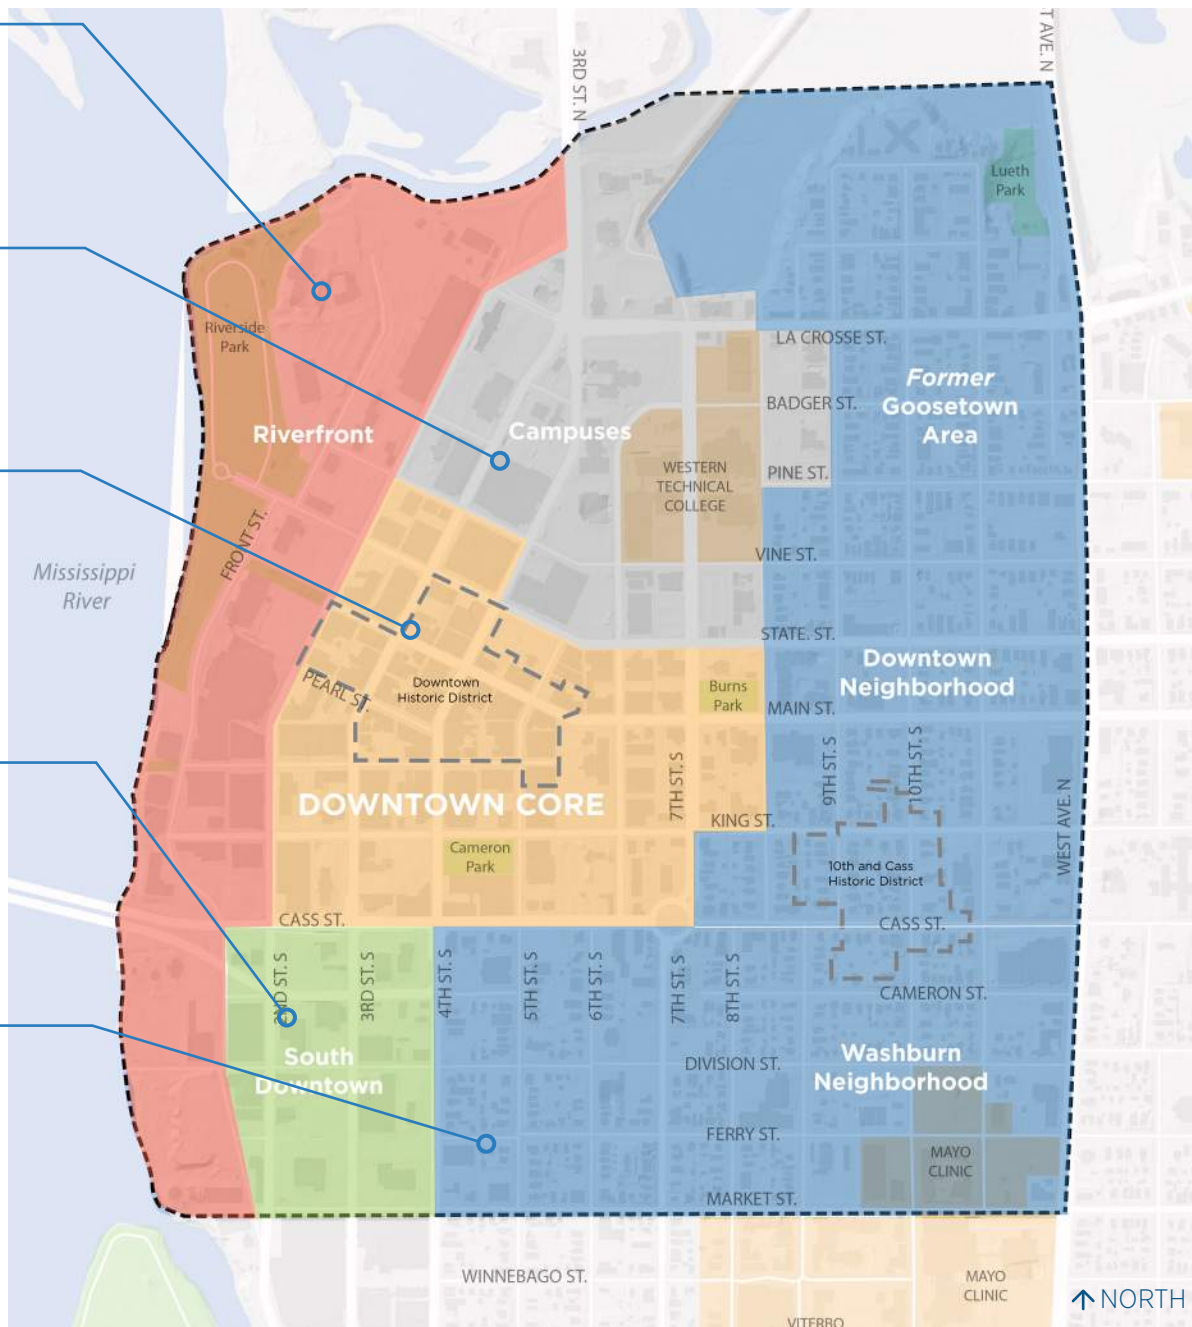 3RD ST. N
T AVE. N
Lueth
Park
Riverside
Park
LA CROSSE ST.
Former
Goosetown
Area
BADGER ST.
Riverfront
Campuses
WESTERN
TECHNICAL
COLLEGE
PINE ST.
FRONT ST.
VINE ST.
Mississippi
River
STATE. ST.
Downtown
Neighborhood
PEARL ST
Downtown
Historic District
Burns
Park
MAIN ST.
7TH ST. S
9TH ST. S
10TH ST. S
DOWNTOWN CORE
KING ST.
WEST AVE. N
Cameron
Park
10th and Cass
Historic District
CASS ST.
CASS ST.
2ND ST. S
3RD ST. S
4TH ST. S
5TH ST. S
6TH ST. S
7TH ST. S
8TH ST. S
CAMERON ST.
South
Downtown
DIVISION ST.
Washburn
Neighborhood
FERRY ST.
MAYO
CLINIC
MARKET ST.
WINNEBAGO ST.
MAYO
CLINIC
NORTH
VITERBO